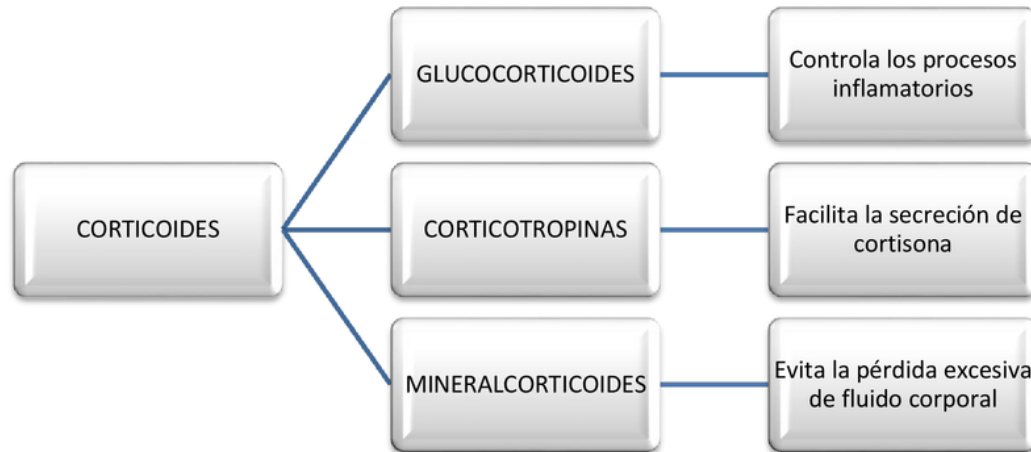 CORTICOIDES
GLUCOCORTICOIDES
Controla los procesos
inflamatorios
CORTICOTROPINAS
Facilita la secreción de
cortisona
MINERALCORTICOIDES
Evita la pérdida excesiva
de fluido corporal